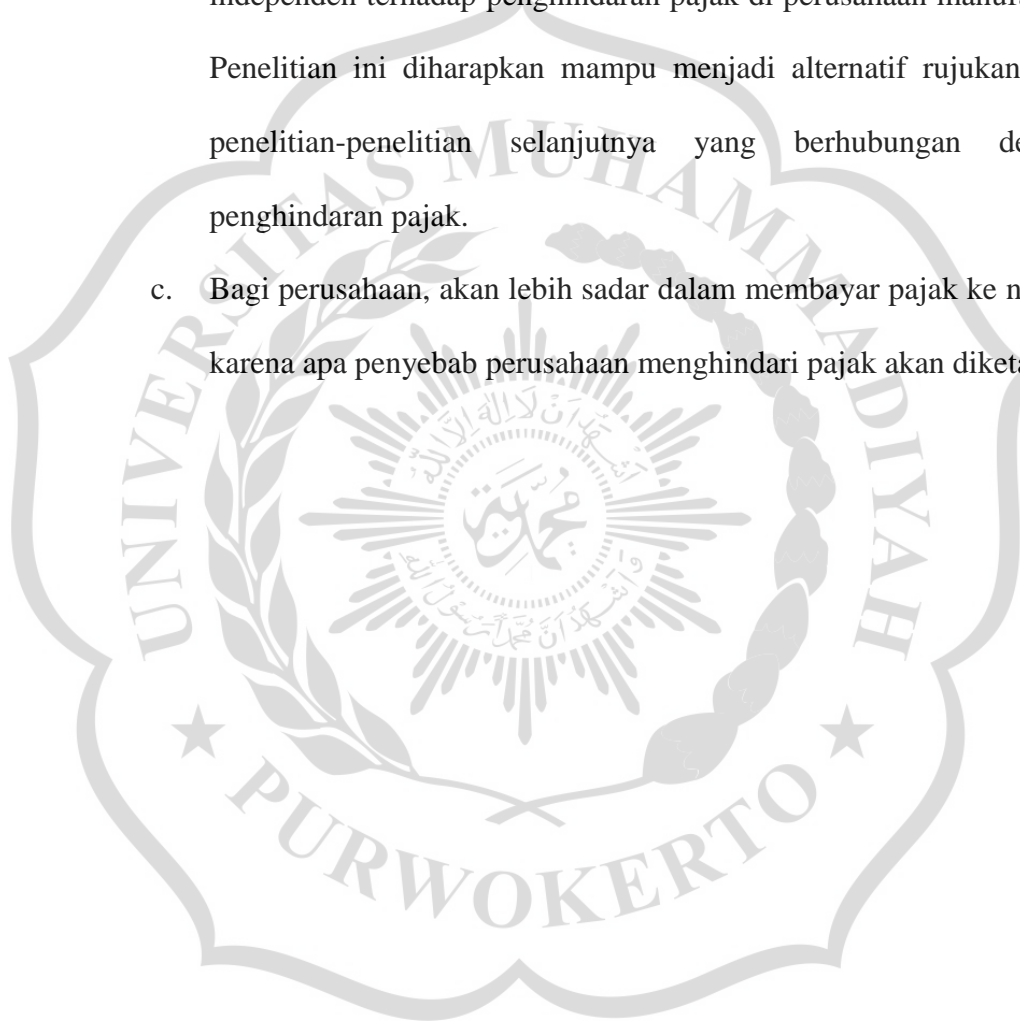 independen terhadap penghindaran pajak di perusahaan
Penelitian ini diharapkan mampu menjadi alternatif rujukan
penelitian-penelitian selanjutnya yang berhubungan
penghindaran pajak.
c. Bagi perusahaan, akan lebih sadar dalam membayar pajak ke
karena apa penyebab perusahaan menghindari pajak akan
UNIVERSITAS MUHAMMADIYAH
PURWOKERTO